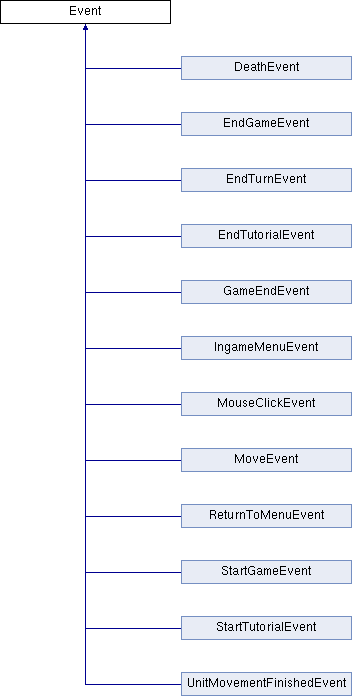 Event
DeathEvent
EndGameEvent
EndTurnEvent
EndTutorialEvent
GameEndEvent
IngameMenuEvent
MouseClickEvent
MoveEvent
ReturnToMenuEvent
StartGameEvent
StartTutorialEvent
UnitMovementFinishedEvent